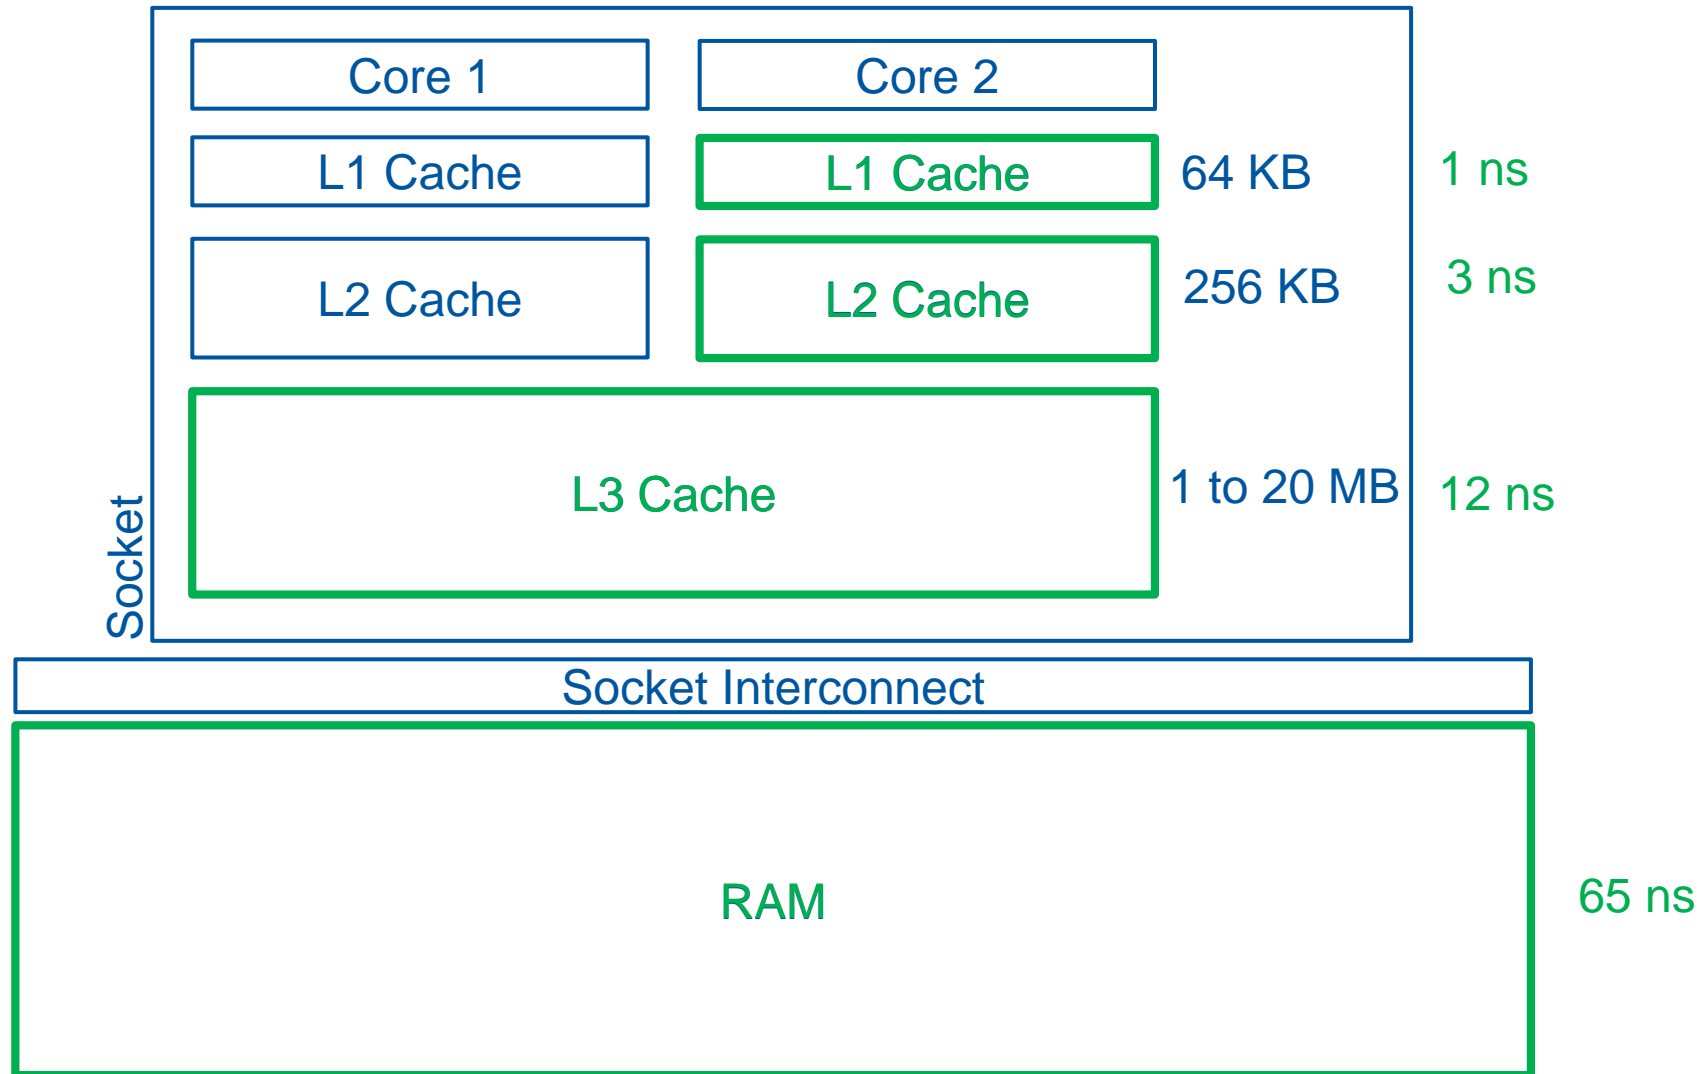 Core 1
Core 2
L1 Cache
L1 Cache
64 KB
1 ns
L2 Cache
L2 Cache
256 KB
3 ns
L3 Cache
1 to 20 MB
12 ns
Socket
Socket Interconnect
RAM
65 ns